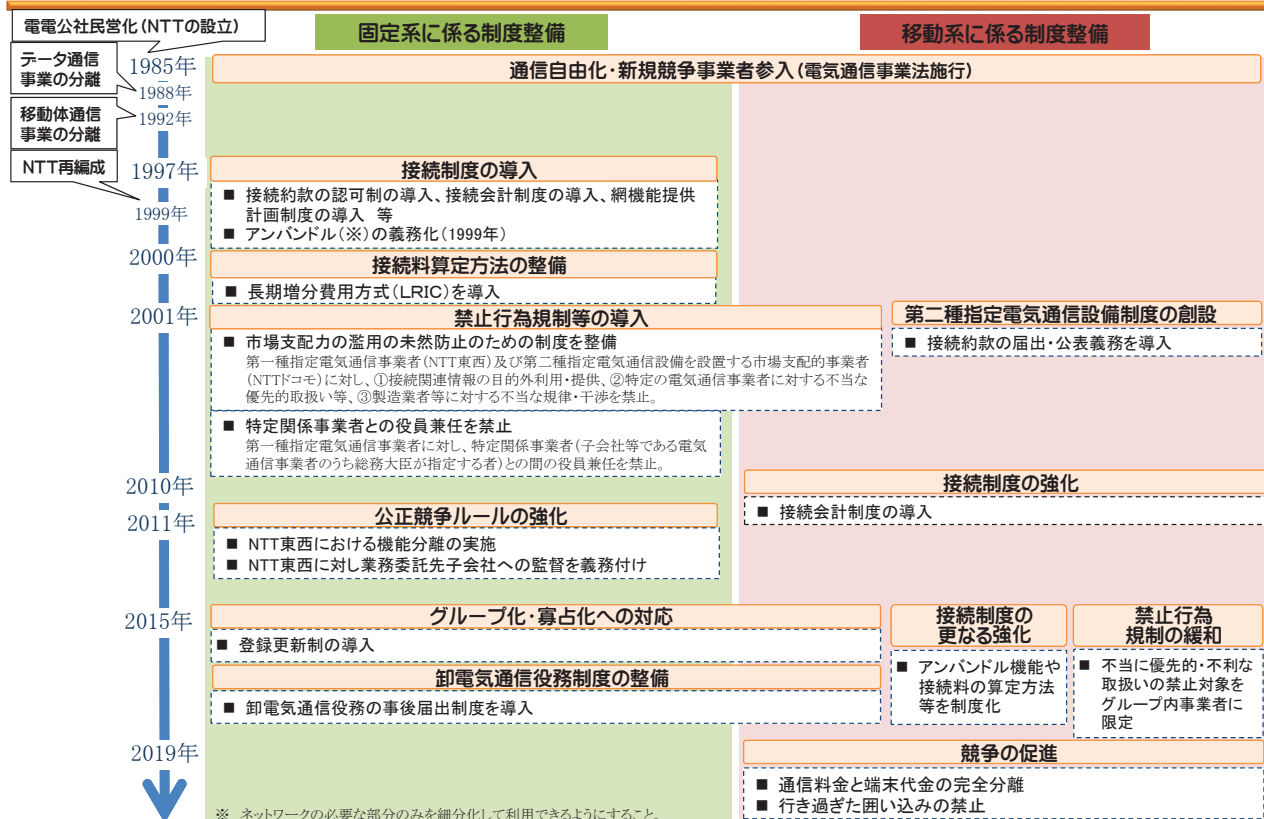 電電公社民営化(NTTの設立)
固定系に係る制度整備
移動系に係る制度整備
データ通信
事業の分離
1985年
通信自由化・新規競争事業者参入(電気通信事業法施行)
1988年
移動体通信
事業の分離
1992年
NTT再編成
1997年
接続制度の導入
■ 接続約款の認可制の導入、接続会計制度の導入、網機能提供
計画制度の導入 等
■ アンバンドル(※)の義務化(1999年)
1999年
2000年
接続料算定方法の整備
■ 長期増分費用方式(LRIC)を導入
2001年
禁止行為規制等の導入
■ 市場支配力の濫用の未然防止のための制度を整備
第一種指定電気通信事業者(NTT東西)及び第二種指定電気通信設備を設置する市場支配的事業者
(NTTドコモ)に対し、①接続関連情報の目的外利用・提供、②特定の電気通信事業者に対する不当な
優先的取扱い等、③製造業者等に対する不当な規律・干渉を禁止。
■ 特定関係事業者との役員兼任を禁止
第一種指定電気通信事業者に対し、特定関係事業者(子会社等である電気
通信事業者のうち総務大臣が指定する者)との間の役員兼任を禁止。
第二種指定電気通信設備制度の創設
■ 接続約款の届出・公表義務を導入
2010年
接続制度の強化
■ 接続会計制度の導入
2011年
公正競争ルールの強化
■ NTT東西における機能分離の実施
■ NTT東西に対し業務委託先子会社への監督を義務付け
2015年
グループ化・寡占化への対応
■ 登録更新制の導入
卸電気通信役務制度の整備
■ 卸電気通信役務の事後届出制度を導入
接続制度の
更なる強化
■ アンバンドル機能や
接続料の算定方法
等を制度化
禁止行為
規制の緩和
■ 不当に優先的・不利な
取扱いの禁止対象を
グループ内事業者に
限定
2019年
競争の促進
■ 通信料金と端末代金の完全分離
■ 行き過ぎた囲い込みの禁止
※ ネットワークの必要な部分のみを細分化して利用できるようにすること。